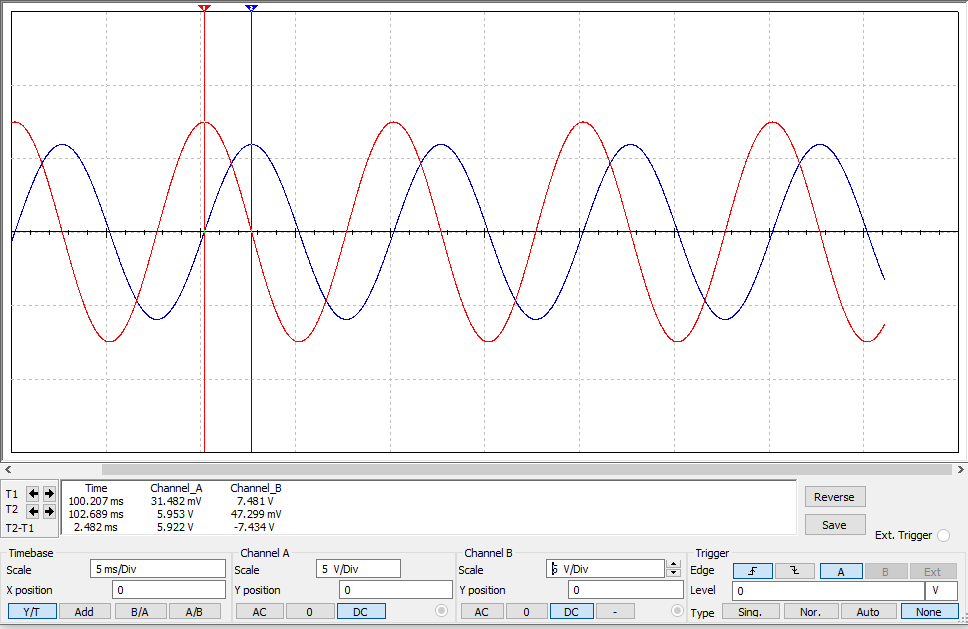 1 2
T1
T2
T2-T1
Time Channel_A Channel_B
100.207 ms 31.482 mV 7.481 V
102.689 ms 5.953 V 47.299 mV
2.482 ms 5.922 V -7.434 V
Reverse
Save
Ext. Trigger
Timebase
Scale 5 ms/Div
X position 0
Y/T Add B/A A/B
Channel A
Scale 5 V/Div
Y position 0
AC 0 DC
Channel B
Scale 5 V/Div
Y position 0
AC 0 DC -
Trigger
Edge A B Ext
Level 0 V
Type Sinq. Nor. Auto None